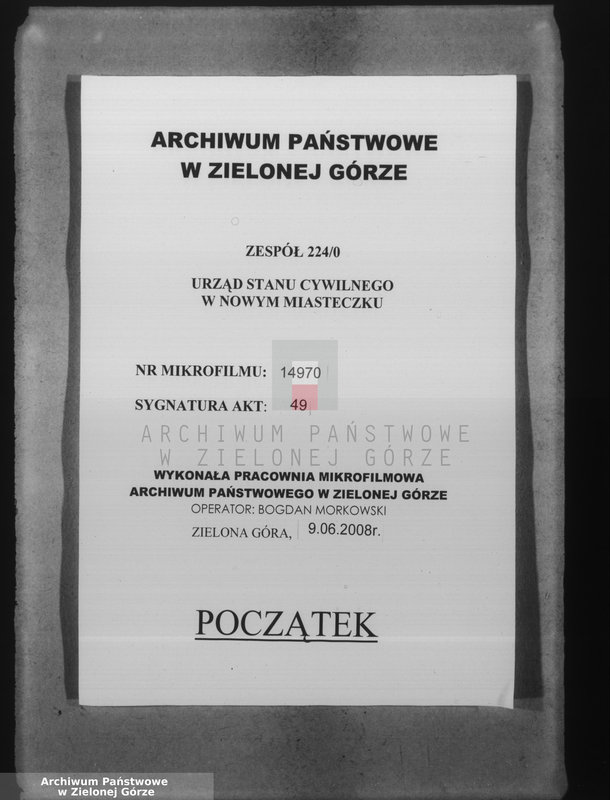 ARCHIWUM PAŃSTWOWE
W ZIELONEJ GÓRZE
ZESPÓŁ 224/0
URZĄD STANU CYWILNEGO
W NOWYM MIASTECZKU
NR MIKROFILMU: 14970
SYGNATURA AKT: 49
ARCHIWUM PAŃSTWOWE
W ZIELONEJ GÓRZE
WYKONAŁA PRACOWNIA MIKROFILMOWA
ARCHIWUM PAŃSTWOWEGO W ZIELONEJ GÓRZE
OPERATOR: BOGDAN MORKOWSKI
ZIELONA GÓRA, 9.06.2008r.
POCZĄTEK
Archiwum Państwowe
w Zielonej Górze